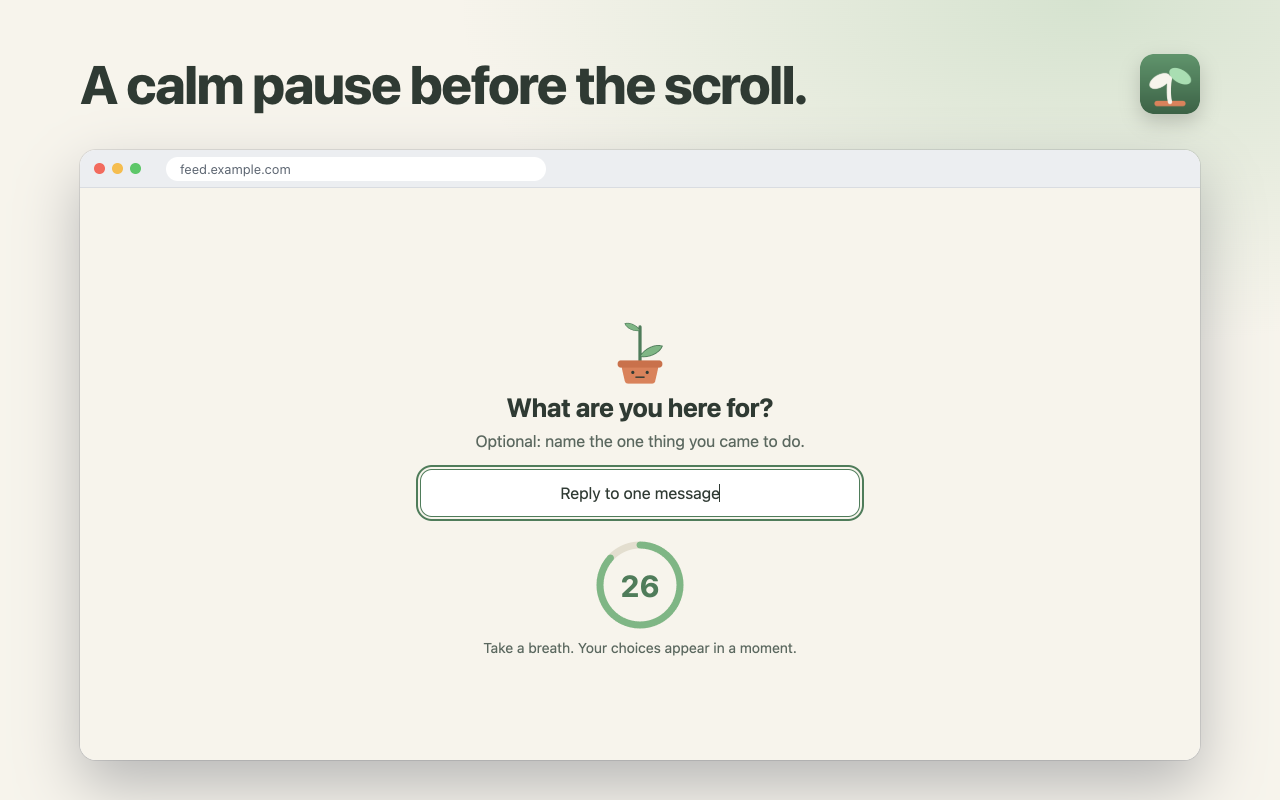 A calm pause before the scroll.
feed.example.com
What are you here for?
Optional: name the one thing you came to do.
Reply to one message
26
Take a breath. Your choices appear in a moment.